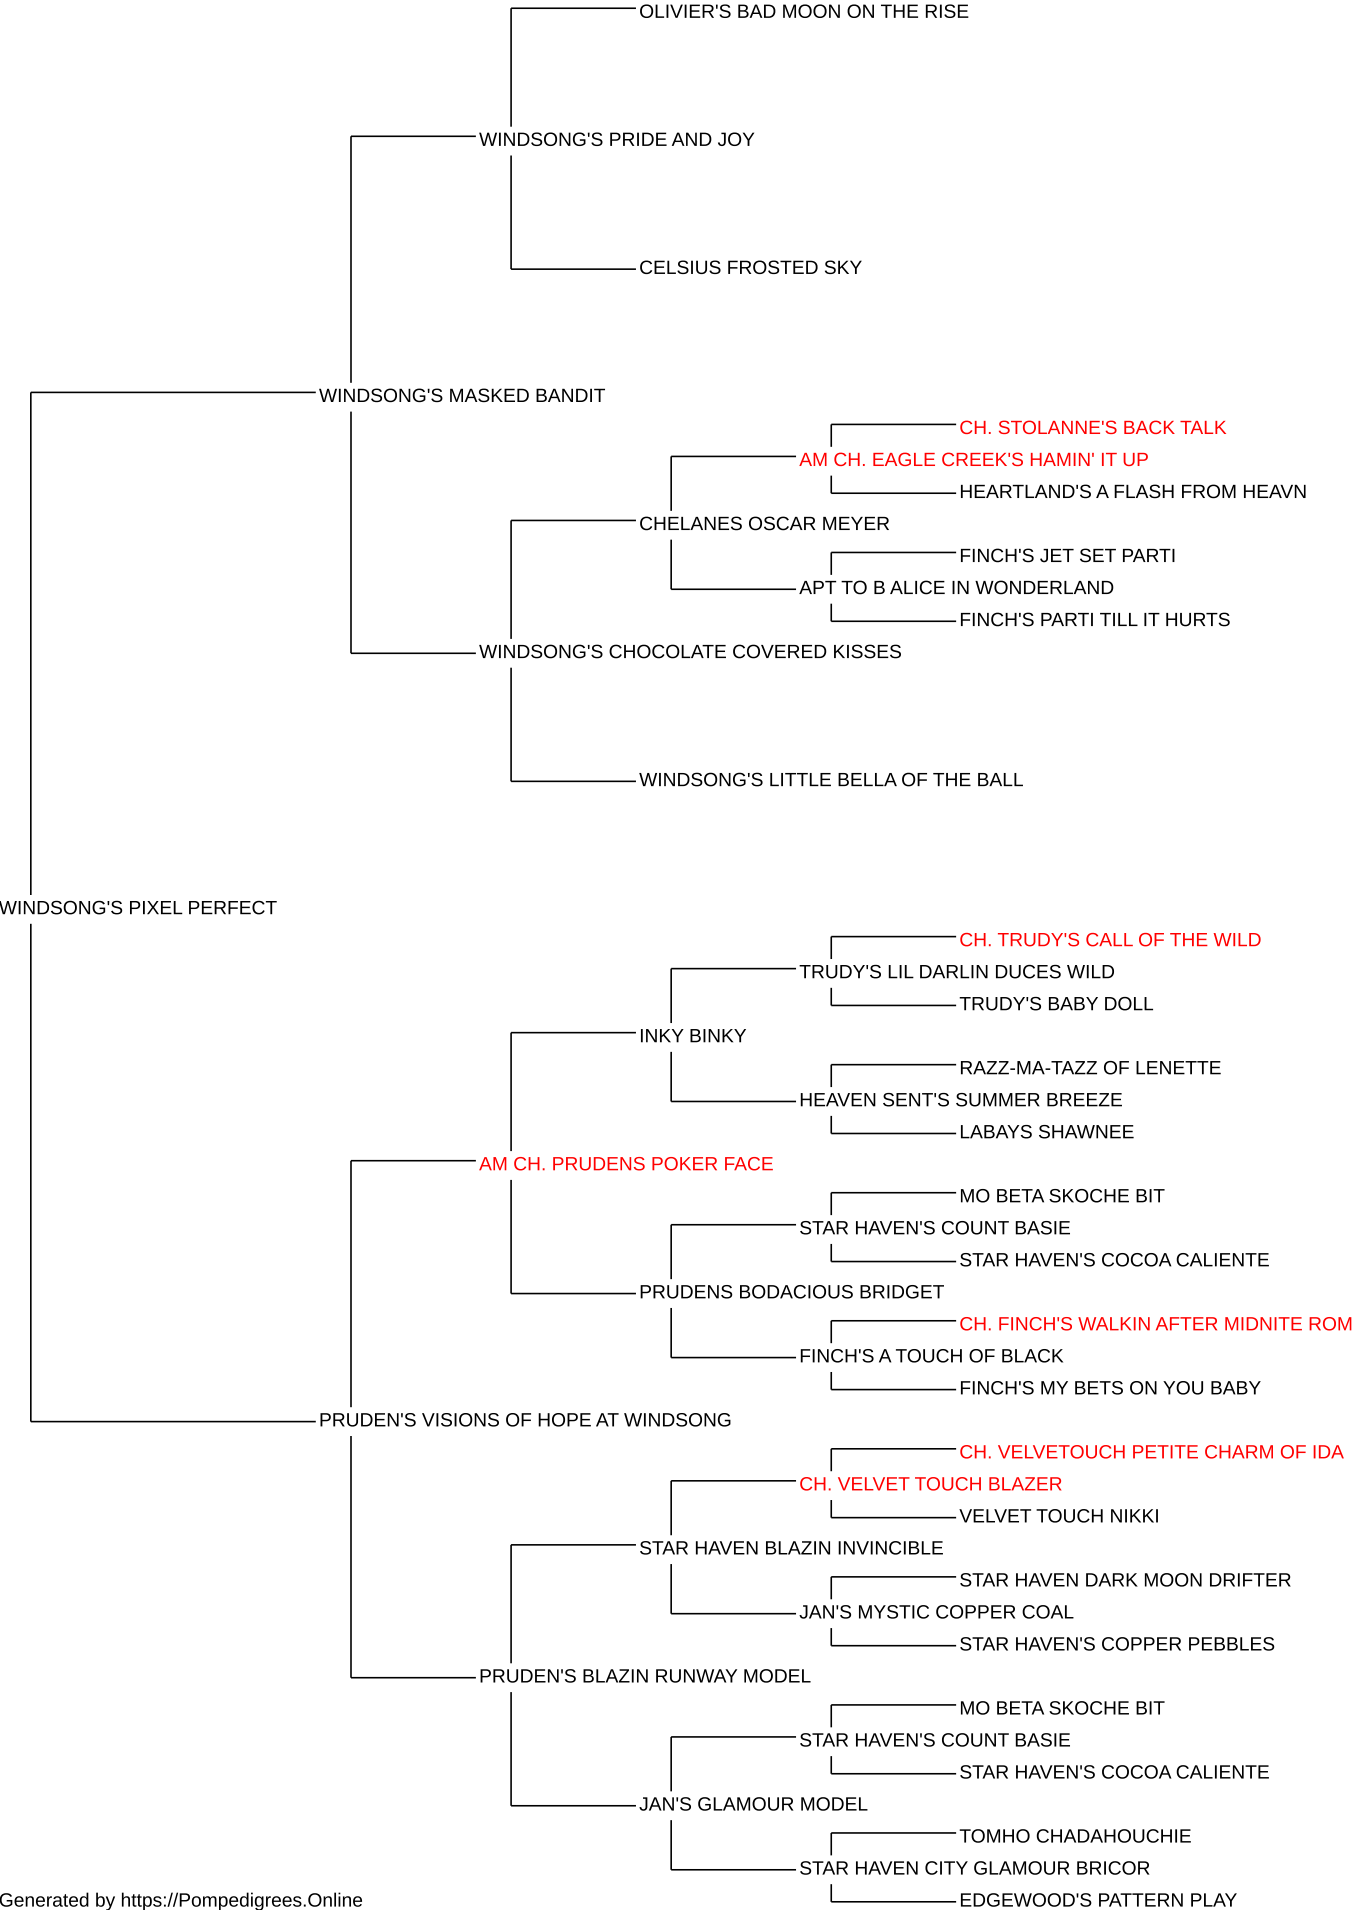 OLIVIER'S BAD MOON ON THE RISE
WINDSONG'S PRIDE AND JOY
CELSIUS FROSTED SKY
WINDSONG'S MASKED BANDIT
CH. STOLANNE'S BACK TALK
AM CH. EAGLE CREEK'S HAMIN' IT UP
HEARTLAND'S A FLASH FROM HEAVN
CHELANES OSCAR MEYER
FINCH'S JET SET PARTI
APT TO B ALICE IN WONDERLAND
FINCH'S PARTI TILL IT HURTS
WINDSONG'S CHOCOLATE COVERED KISSES
WINDSONG'S LITTLE BELLA OF THE BALL
WINDSONG'S PIXEL PERFECT
CH. TRUDY'S CALL OF THE WILD
TRUDY'S LIL DARLIN DUCES WILD
TRUDY'S BABY DOLL
INKY BINKY
RAZZ-MA-TAZZ OF LENETTE
HEAVEN SENT'S SUMMER BREEZE
LABAYS SHAWNEE
AM CH. PRUDENS POKER FACE
MO BETA SKOCHE BIT
STAR HAVEN'S COUNT BASIE
STAR HAVEN'S COCOA CALIENTE
PRUDENS BODACIOUS BRIDGET
CH. FINCH'S WALKIN AFTER MIDNITE ROM
FINCH'S A TOUCH OF BLACK
FINCH'S MY BETS ON YOU BABY
PRUDEN'S VISIONS OF HOPE AT WINDSONG
CH. VELVETOUCH PETITE CHARM OF IDA
CH. VELVET TOUCH BLAZER
VELVET TOUCH NIKKI
STAR HAVEN BLAZIN INVINCIBLE
STAR HAVEN DARK MOON DRIFTER
JAN'S MYSTIC COPPER COAL
STAR HAVEN'S COPPER PEBBLES
PRUDEN'S BLAZIN RUNWAY MODEL
MO BETA SKOCHE BIT
STAR HAVEN'S COUNT BASIE
STAR HAVEN'S COCOA CALIENTE
JAN'S GLAMOUR MODEL
TOMHO CHADAHOUCHIE
STAR HAVEN CITY GLAMOUR BRICOR
EDGEWOOD'S PATTERN PLAY
Generated by https://Pompedigrees.Online